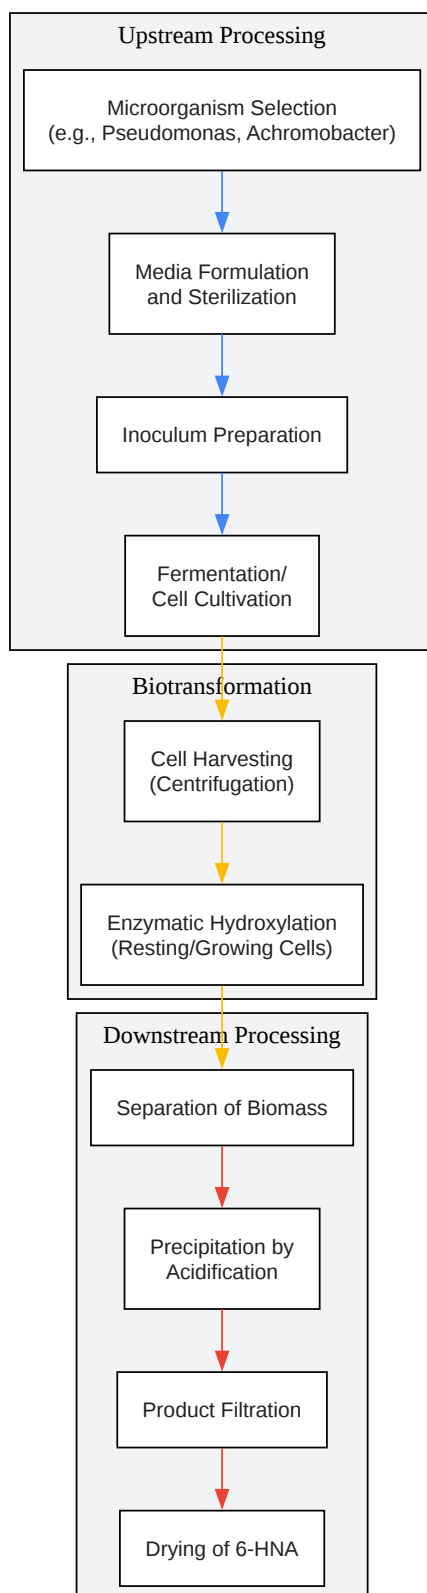 Upstream Processing
Microorganism Selection
(e.g., Pseudomonas, Achromobacter)
Media Formulation
and Sterilization
Inoculum Preparation
Fermentation/
Cell Cultivation
Biotransformation
Cell Harvesting
(Centrifugation)
Enzymatic Hydroxylation
(Resting/Growing Cells)
Downstream Processing
Separation of Biomass
Precipitation by
Acidification
Product Filtration
Drying of 6-HNA